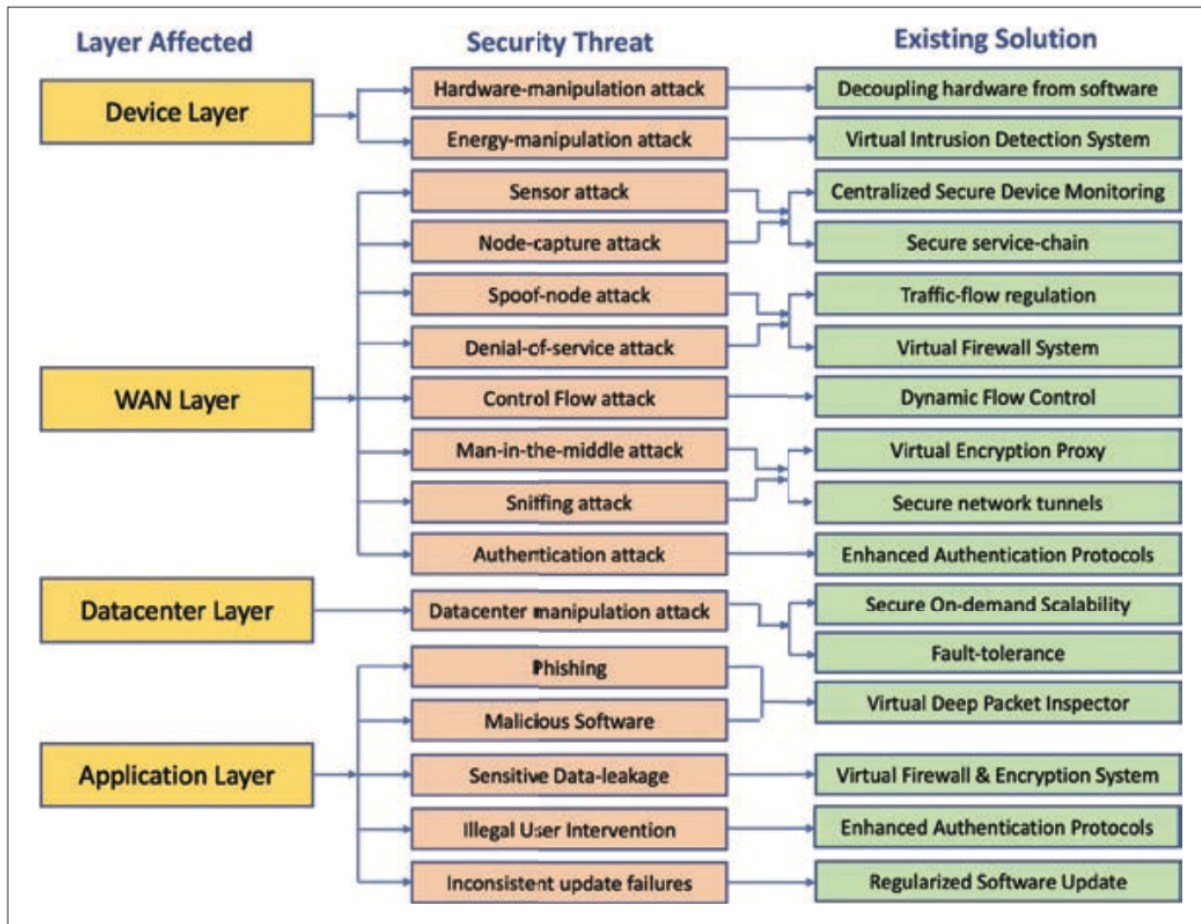 Layer Affected
Security Threat
Existing Solution
Device Layer
Hardware-manipulation attack
Decoupling hardware from software
Energy-manipulation attack
Virtual Intrusion Detection System
WAN Layer
Sensor attack
Centralized Secure Device Monitoring
Node-capture attack
Secure service-chain
Spoof-node attack
Traffic-flow regulation
Denial-of-service attack
Virtual Firewall System
Control Flow attack
Dynamic Flow Control
Man-in-the-middle attack
Virtual Encryption Proxy
Sniffing attack
Secure network tunnels
Authentication attack
Enhanced Authentication Protocols
Datacenter Layer
Datacenter manipulation attack
Secure On-demand Scalability
Fault-tolerance
Application Layer
Phishing
Malicious Software
Virtual Deep Packet Inspector
Sensitive Data-leakage
Virtual Firewall & Encryption System
Illegal User Intervention
Enhanced Authentication Protocols
Inconsistent update failures
Regularized Software Update